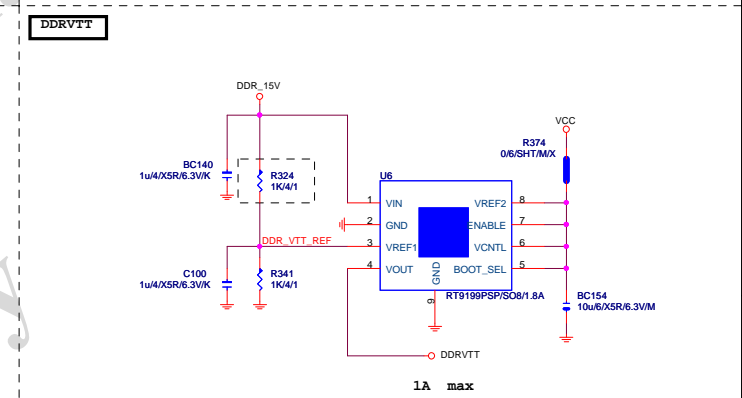 DDRVTT
DDR_15V
VCC
R374
0/6/SHT/M/X
BC140
1u/4/X5R/6.3V/K
R324
1K/4/1
U6
1
VIN
VREF2
8
2
GND
ENABLE
7
DDR_VTT_REF
3
VREF1
VCNTL
6
4
VOUT
BOOT_SEL
5
C100
1u/4/X5R/6.3V/K
R341
1K/4/1
GND
9
RT9199PSP/SO8/1.8A
BC154
10u/6/X5R/6.3V/M
DDRVTT
1A max
y